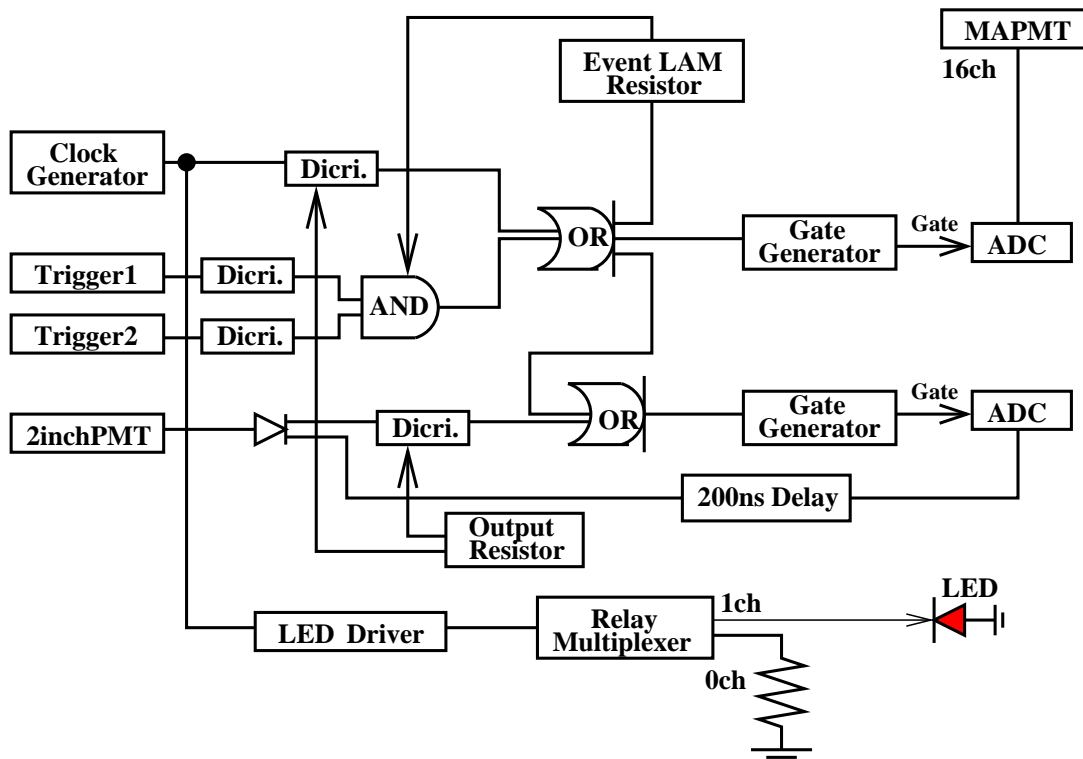 MAPMT
16ch
Event LAM
Resistor
Clock
Generator
Dicri.
OR
Gate
Generator
Gate
ADC
Trigger1
Dicri.
AND
Trigger2
Dicri.
2inchPMT
Dicri.
OR
Gate
Generator
Gate
ADC
200ns Delay
Output
Resistor
LED Driver
Relay
Multiplexer
1ch
LED
0ch